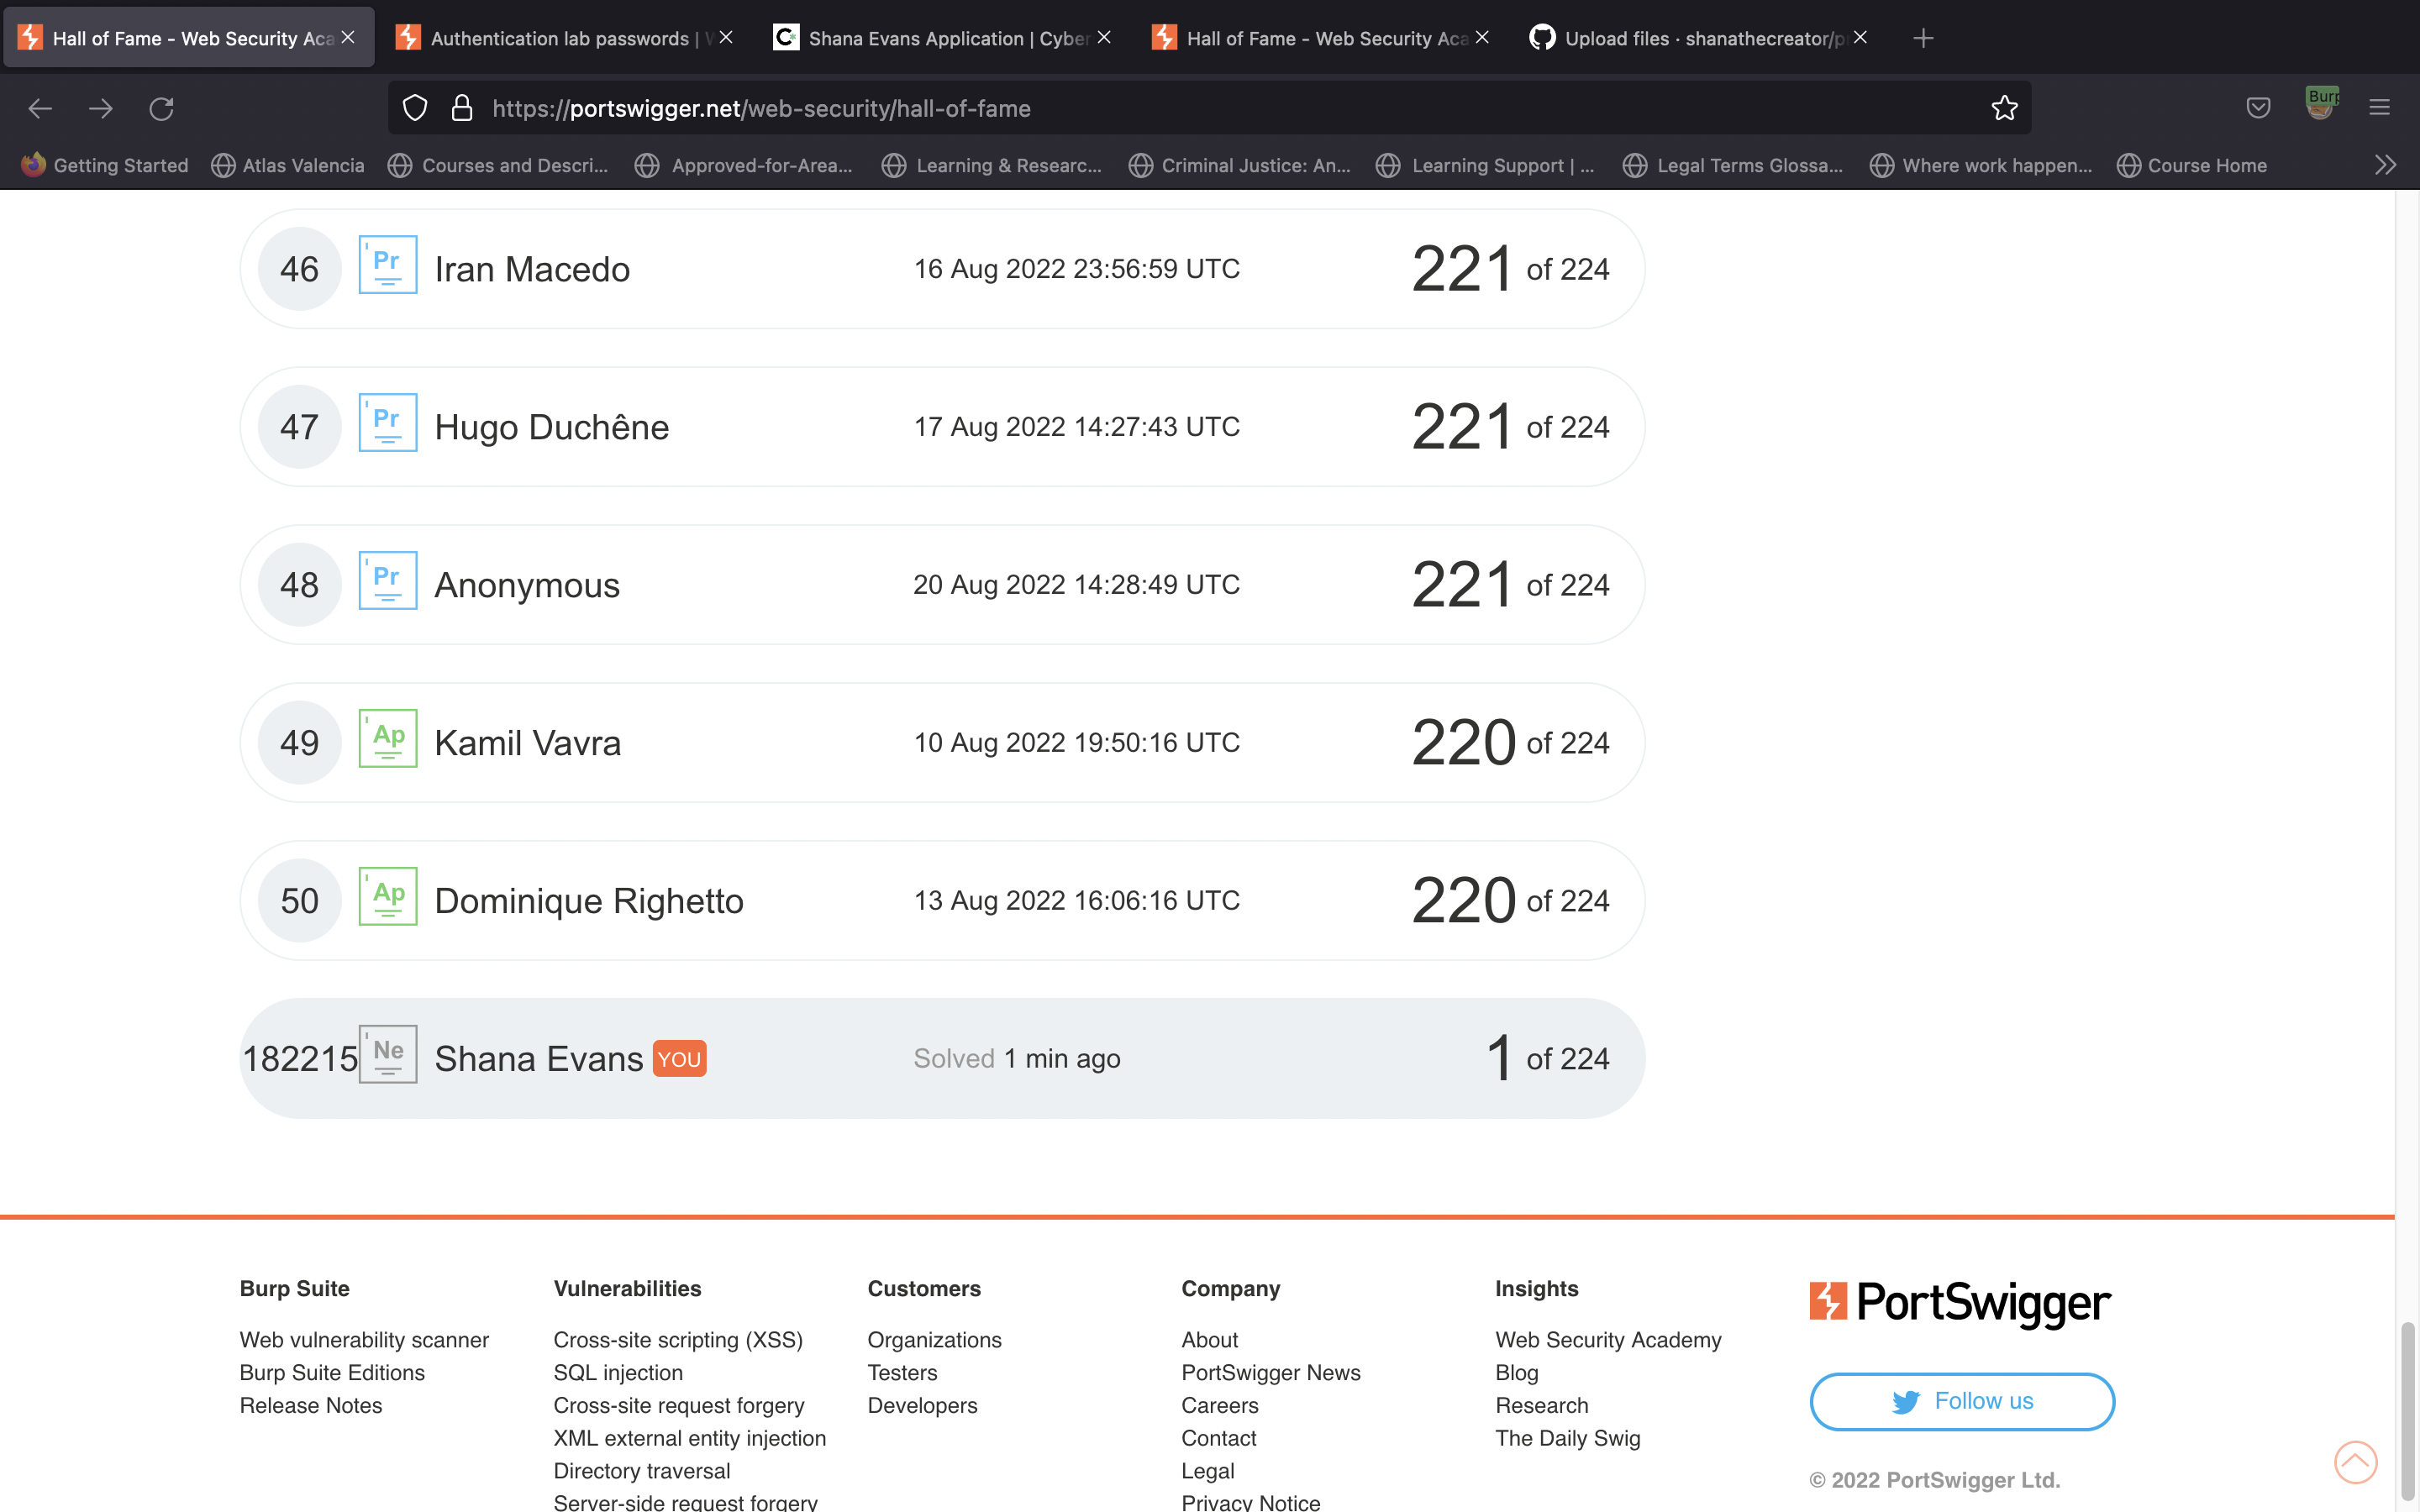 Hall of Fame - Web Security Aca
Authentication lab passwords |
Shana Evans Application | Cyber
Hall of Fame - Web Security Aca
Upload files · shanathecreator/p
https://portswigger.net/web-security/hall-of-fame
Burp
Getting Started
Atlas Valencia
Courses and Descri...
Approved-for-Area...
Learning & Researc...
Criminal Justice: An...
Learning Support | ...
Legal Terms Glossa...
Where work happen...
Course Home
46 Pr Iran Macedo 16 Aug 2022 23:56:59 UTC 221 of 224
47 Pr Hugo Duchêne 17 Aug 2022 14:27:43 UTC 221 of 224
48 Pr Anonymous 20 Aug 2022 14:28:49 UTC 221 of 224
49 Ap Kamil Vavra 10 Aug 2022 19:50:16 UTC 220 of 224
50 Ap Dominique Righetto 13 Aug 2022 16:06:16 UTC 220 of 224
182215 Ne Shana Evans YOU Solved 1 min ago 1 of 224
Burp Suite
Web vulnerability scanner
Burp Suite Editions
Release Notes
Vulnerabilities
Cross-site scripting (XSS)
SQL injection
Cross-site request forgery
XML external entity injection
Directory traversal
Server-side request forgery
Customers
Organizations
Testers
Developers
Company
About
PortSwigger News
Careers
Contact
Legal
Privacy Notice
Insights
Web Security Academy
Blog
Research
The Daily Swig
PortSwigger
Follow us
© 2022 PortSwigger Ltd.